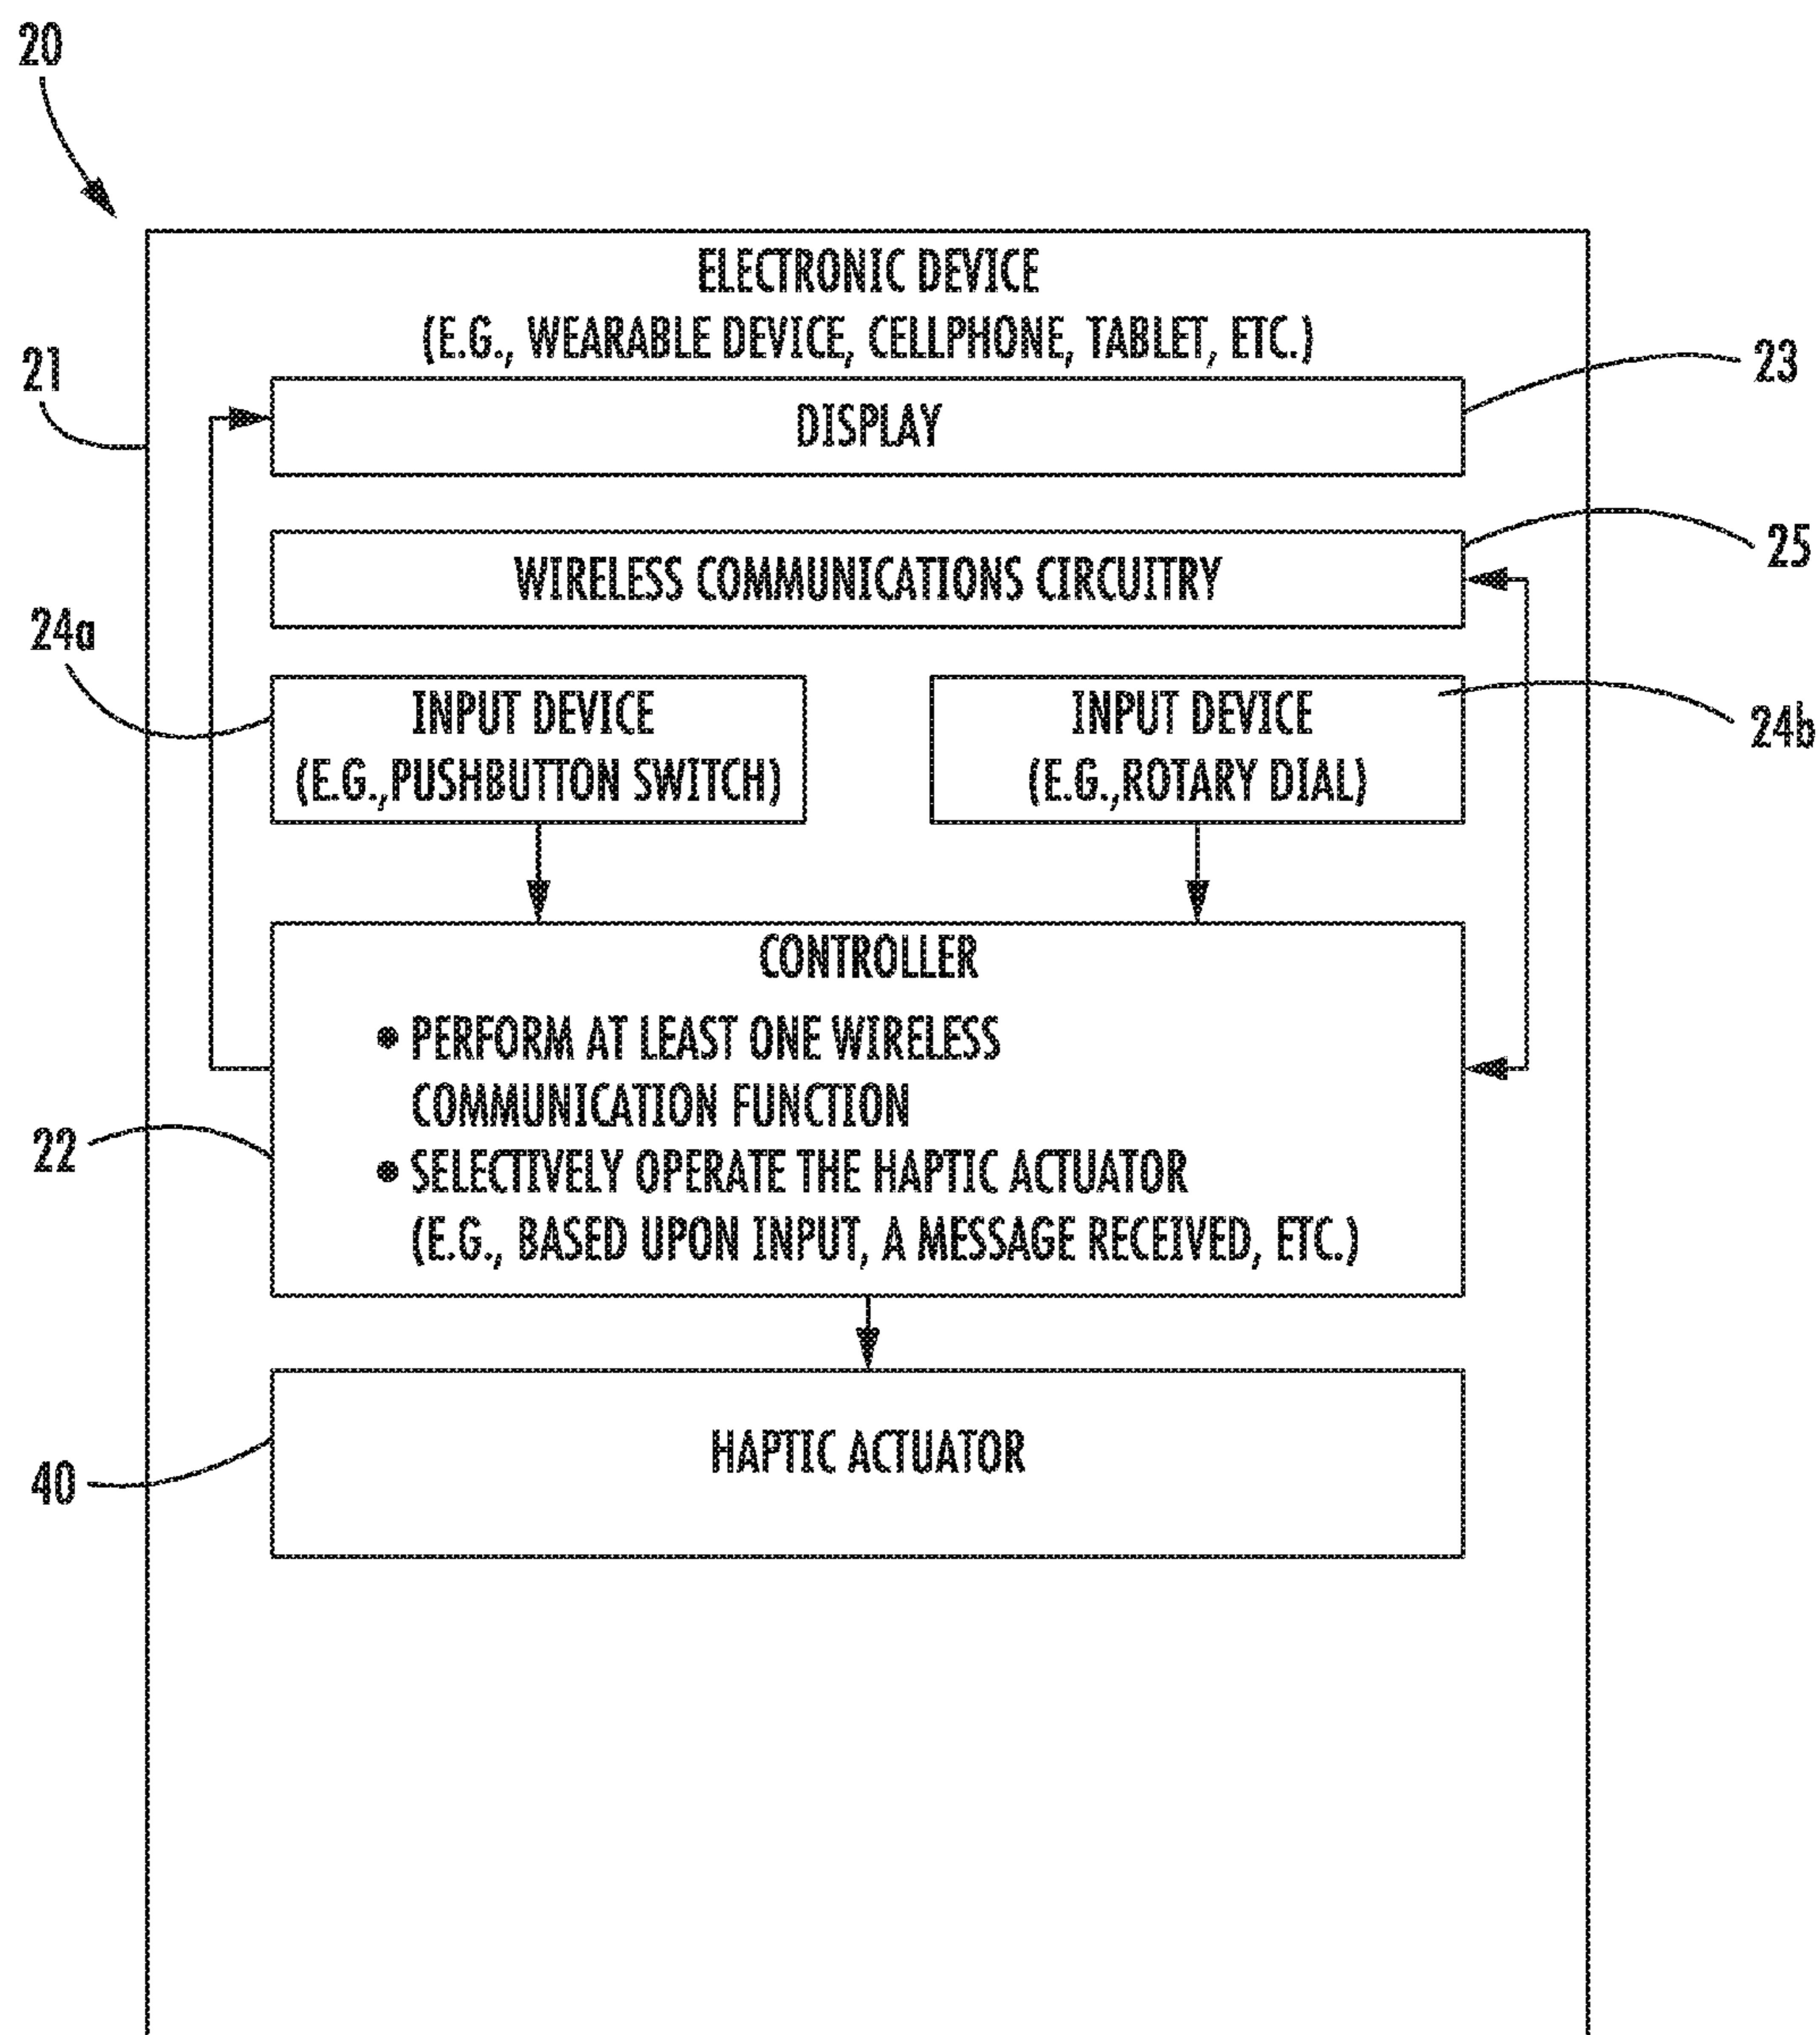 20
ELECTRONIC DEVICE
(E.G., WEARABLE DEVICE, CELLPHONE, TABLET, ETC.)
21
23
DISPLAY
25
WIRELESS COMMUNICATIONS CIRCUITRY
24a
INPUT DEVICE
(E.G.,PUSHBUTTON SWITCH)
INPUT DEVICE
(E.G.,ROTARY DIAL)
24b
CONTROLLER
• PERFORM AT LEAST ONE WIRELESS
COMMUNICATION FUNCTION
• SELECTIVELY OPERATE THE HAPTIC ACTUATOR
(E.G., BASED UPON INPUT, A MESSAGE RECEIVED, ETC.)
22
HAPTIC ACTUATOR
40